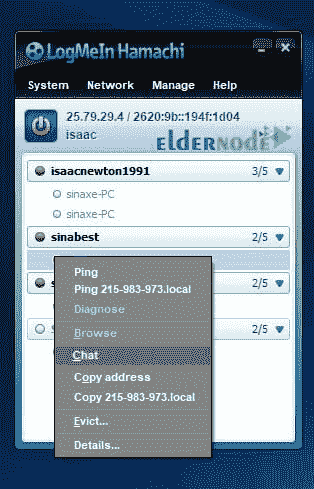 LogMeIn Hamachi
System Network Manage Help
25.79.29.4 / 2620:9b::194f:1d04
isaac
ELDERNODE
isaacnewton1991 3/5
sinaxe-PC
sinaxe-PC
sinabest 2/5
s 2/5
2/5
Ping
Ping 215-983-973.local
Diagnose
Browse
Chat
Copy address
Copy 215-983-973.local
Evict...
Details...